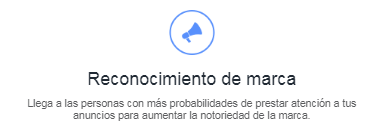 Reconocimiento de marca
Llega a las personas con más probabilidades de prestar atención a tus
anuncios para aumentar la notoriedad de la marca.